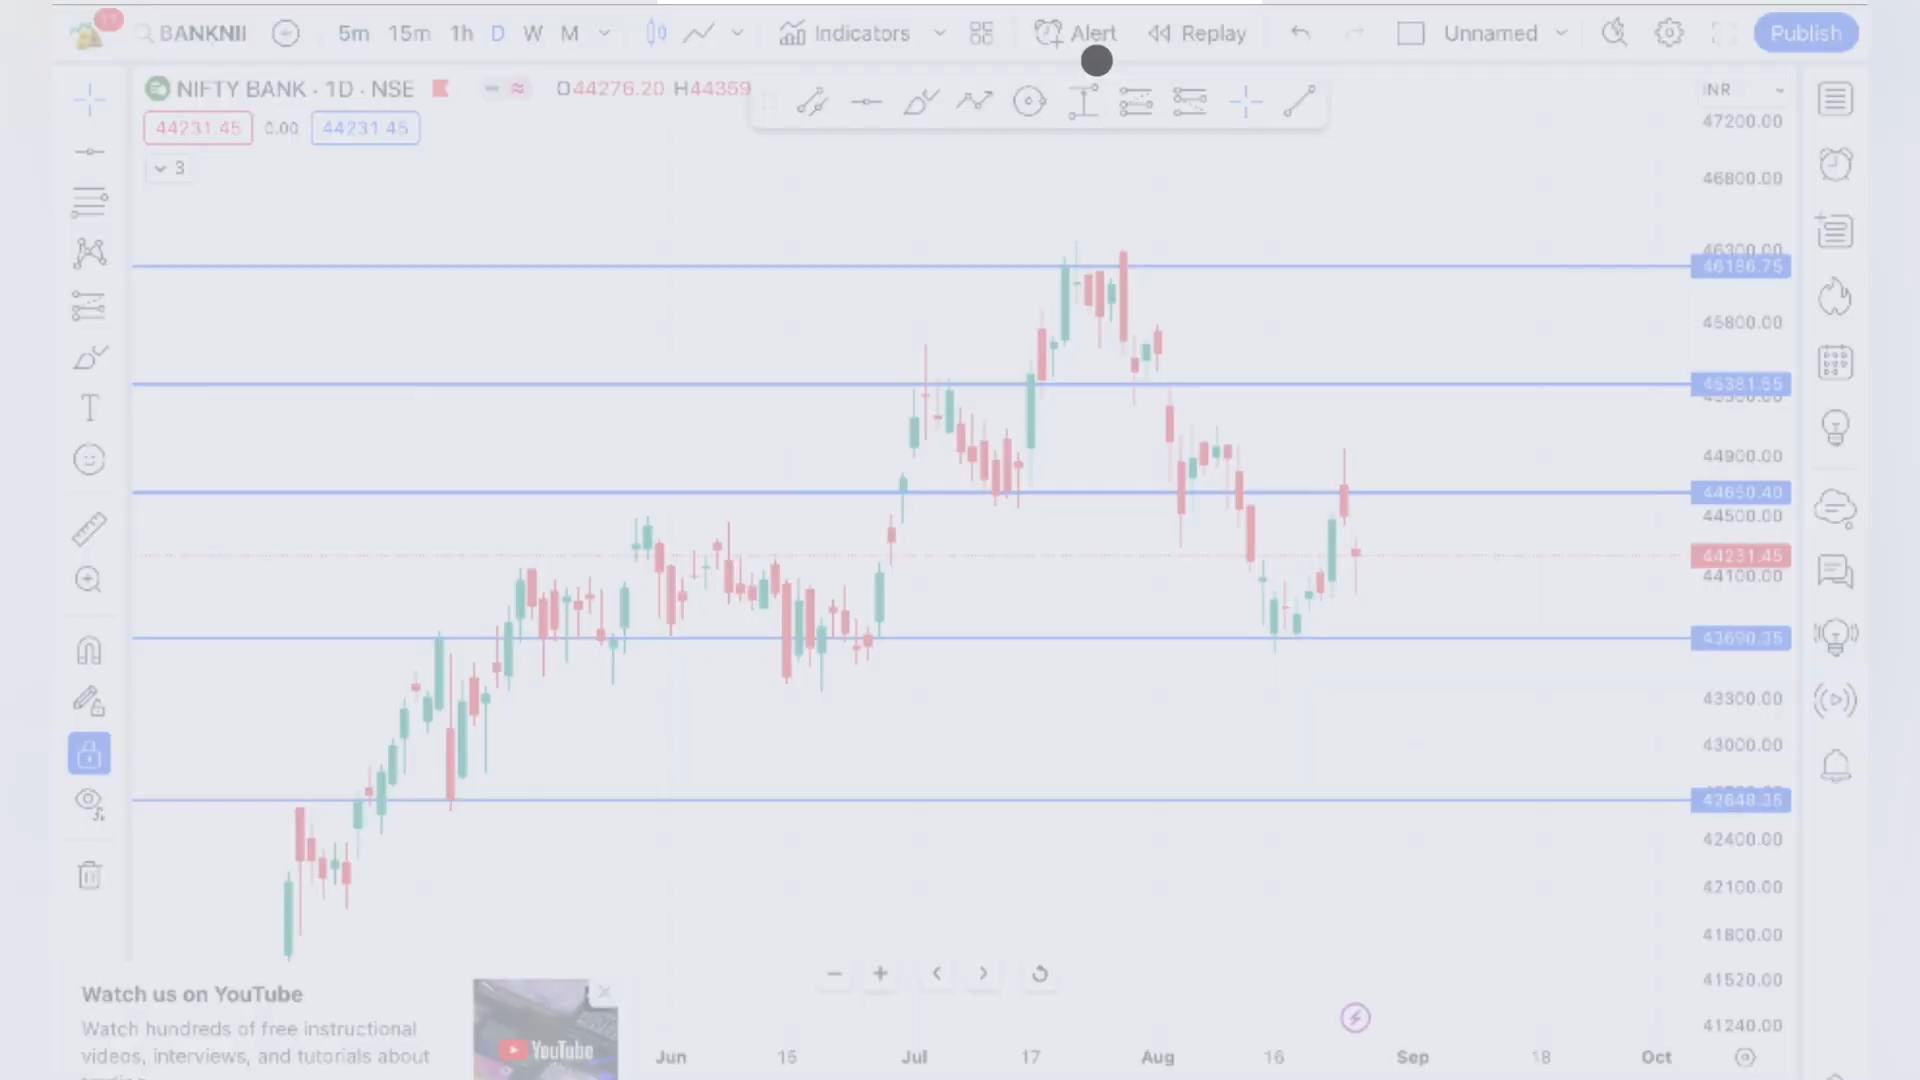 11
BANKNII
5m 15m 1h D W M
Indicators
Alert
Replay
Unnamed
Publish
NIFTY BANK · 1D · NSE
O44276.20 H44359
INR
44231.45
0.00
44231.45
3
47200.00
46800.00
46300.00
46186.75
45800.00
45381.55
44900.00
44650.40
44500.00
44231.45
44100.00
43690.35
43300.00
43000.00
42648.35
42400.00
42100.00
41800.00
41520.00
41240.00
Watch us on YouTube
Watch hundreds of free instructional
videos, interviews, and tutorials about
YouTube
Jun 15 Jul 17 Aug 16 Sep 18 Oct